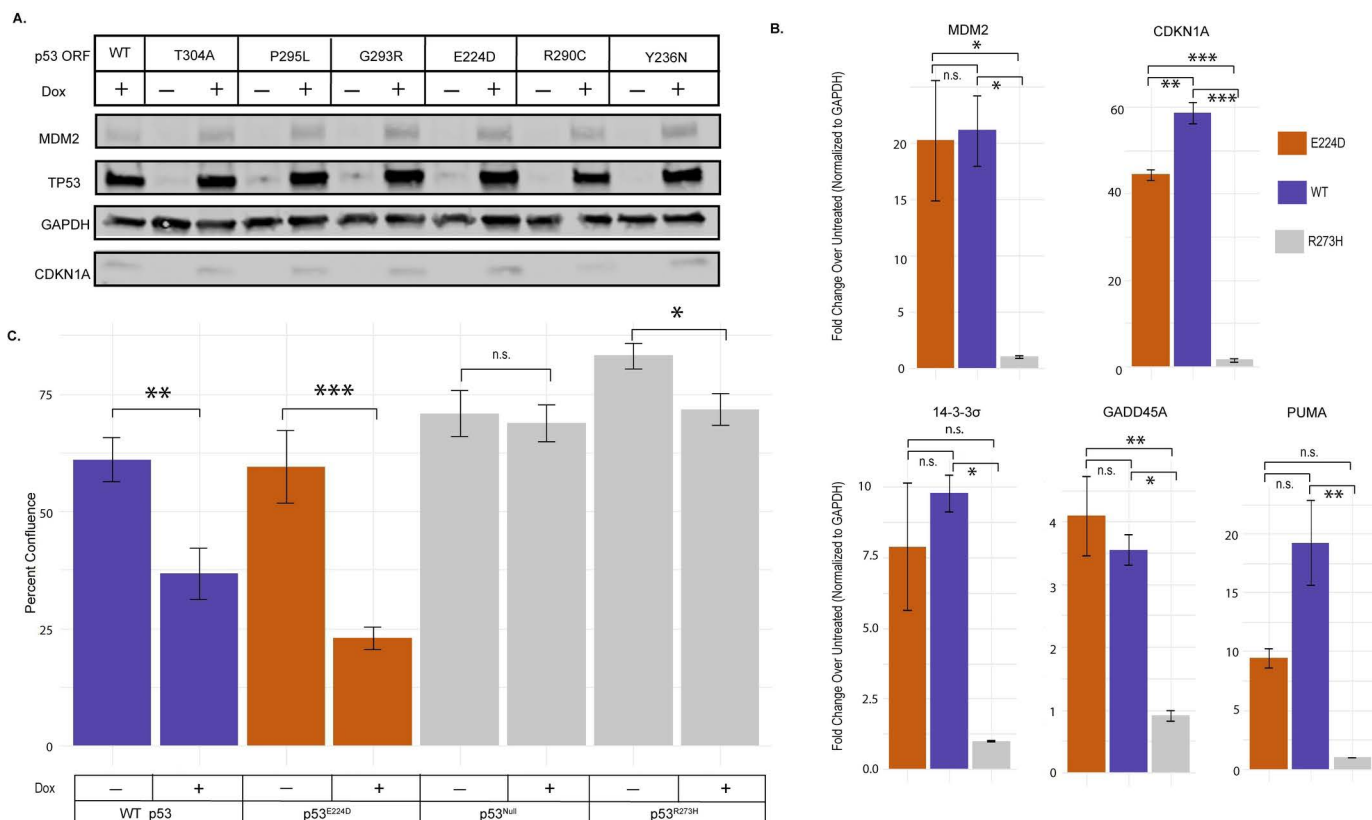 A.
p53 ORF WT T304A P295L G293R E224D R290C Y236N
Dox + — + — + — + — + — + — +
MDM2
TP53
GAPDH
CDKN1A
B.
MDM2
* n.s. *
Fold Change Over Untreated (Normalized to GAPDH)
20
15
10
5
0
CDKN1A
*** ** ***
60
40
60
0
E224D
WT
R273H
14-3-3σ
n.s. n.s. *
Fold Change Over Untreated (Normalized to GAPDH)
10
7.5
5.0
2.5
0.0
GADD45A
** n.s. *
4
3
2
1
0
PUMA
n.s. n.s. **
20
15
10
5
0
C.
Percent Confluence
75
50
25
0
** *** n.s. *
Dox — + — + — + — +
WT p53 p53E224D p53Null p53R273H